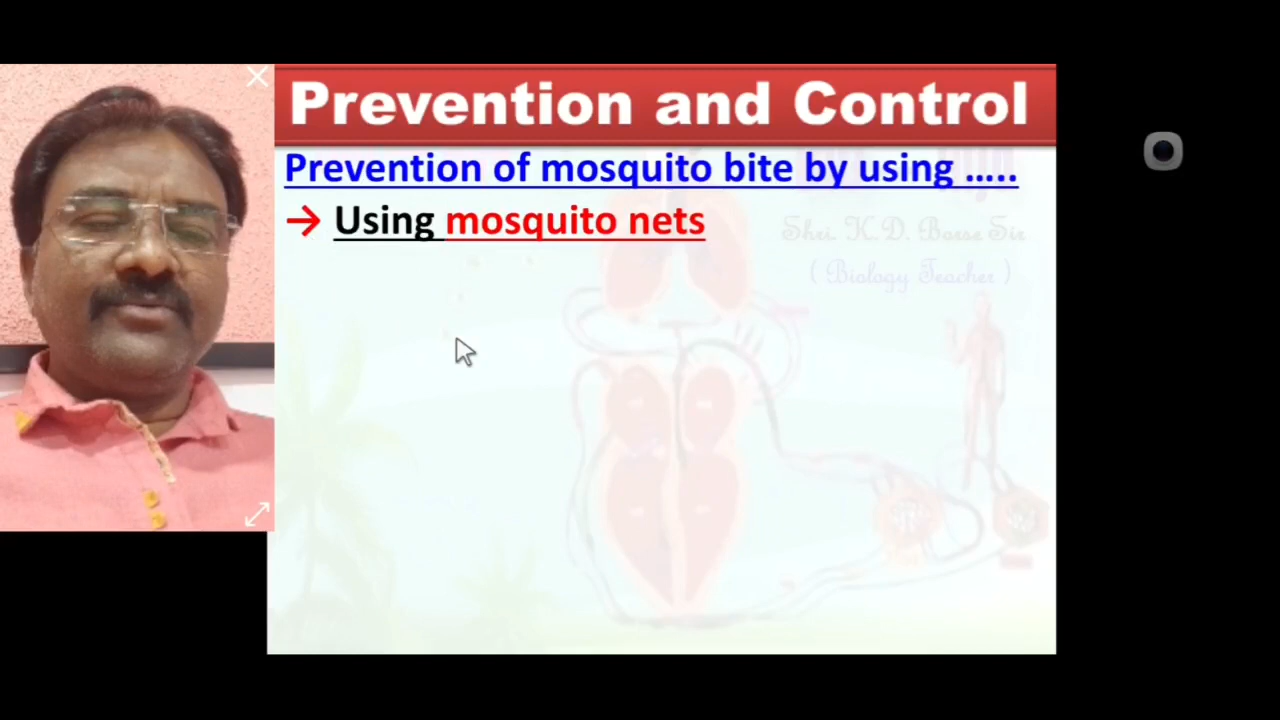 Prevention and Control
Prevention of mosquito bite by using …..
→ Using mosquito nets
Shri. K.D. Borse Sir
( Biology Teacher )